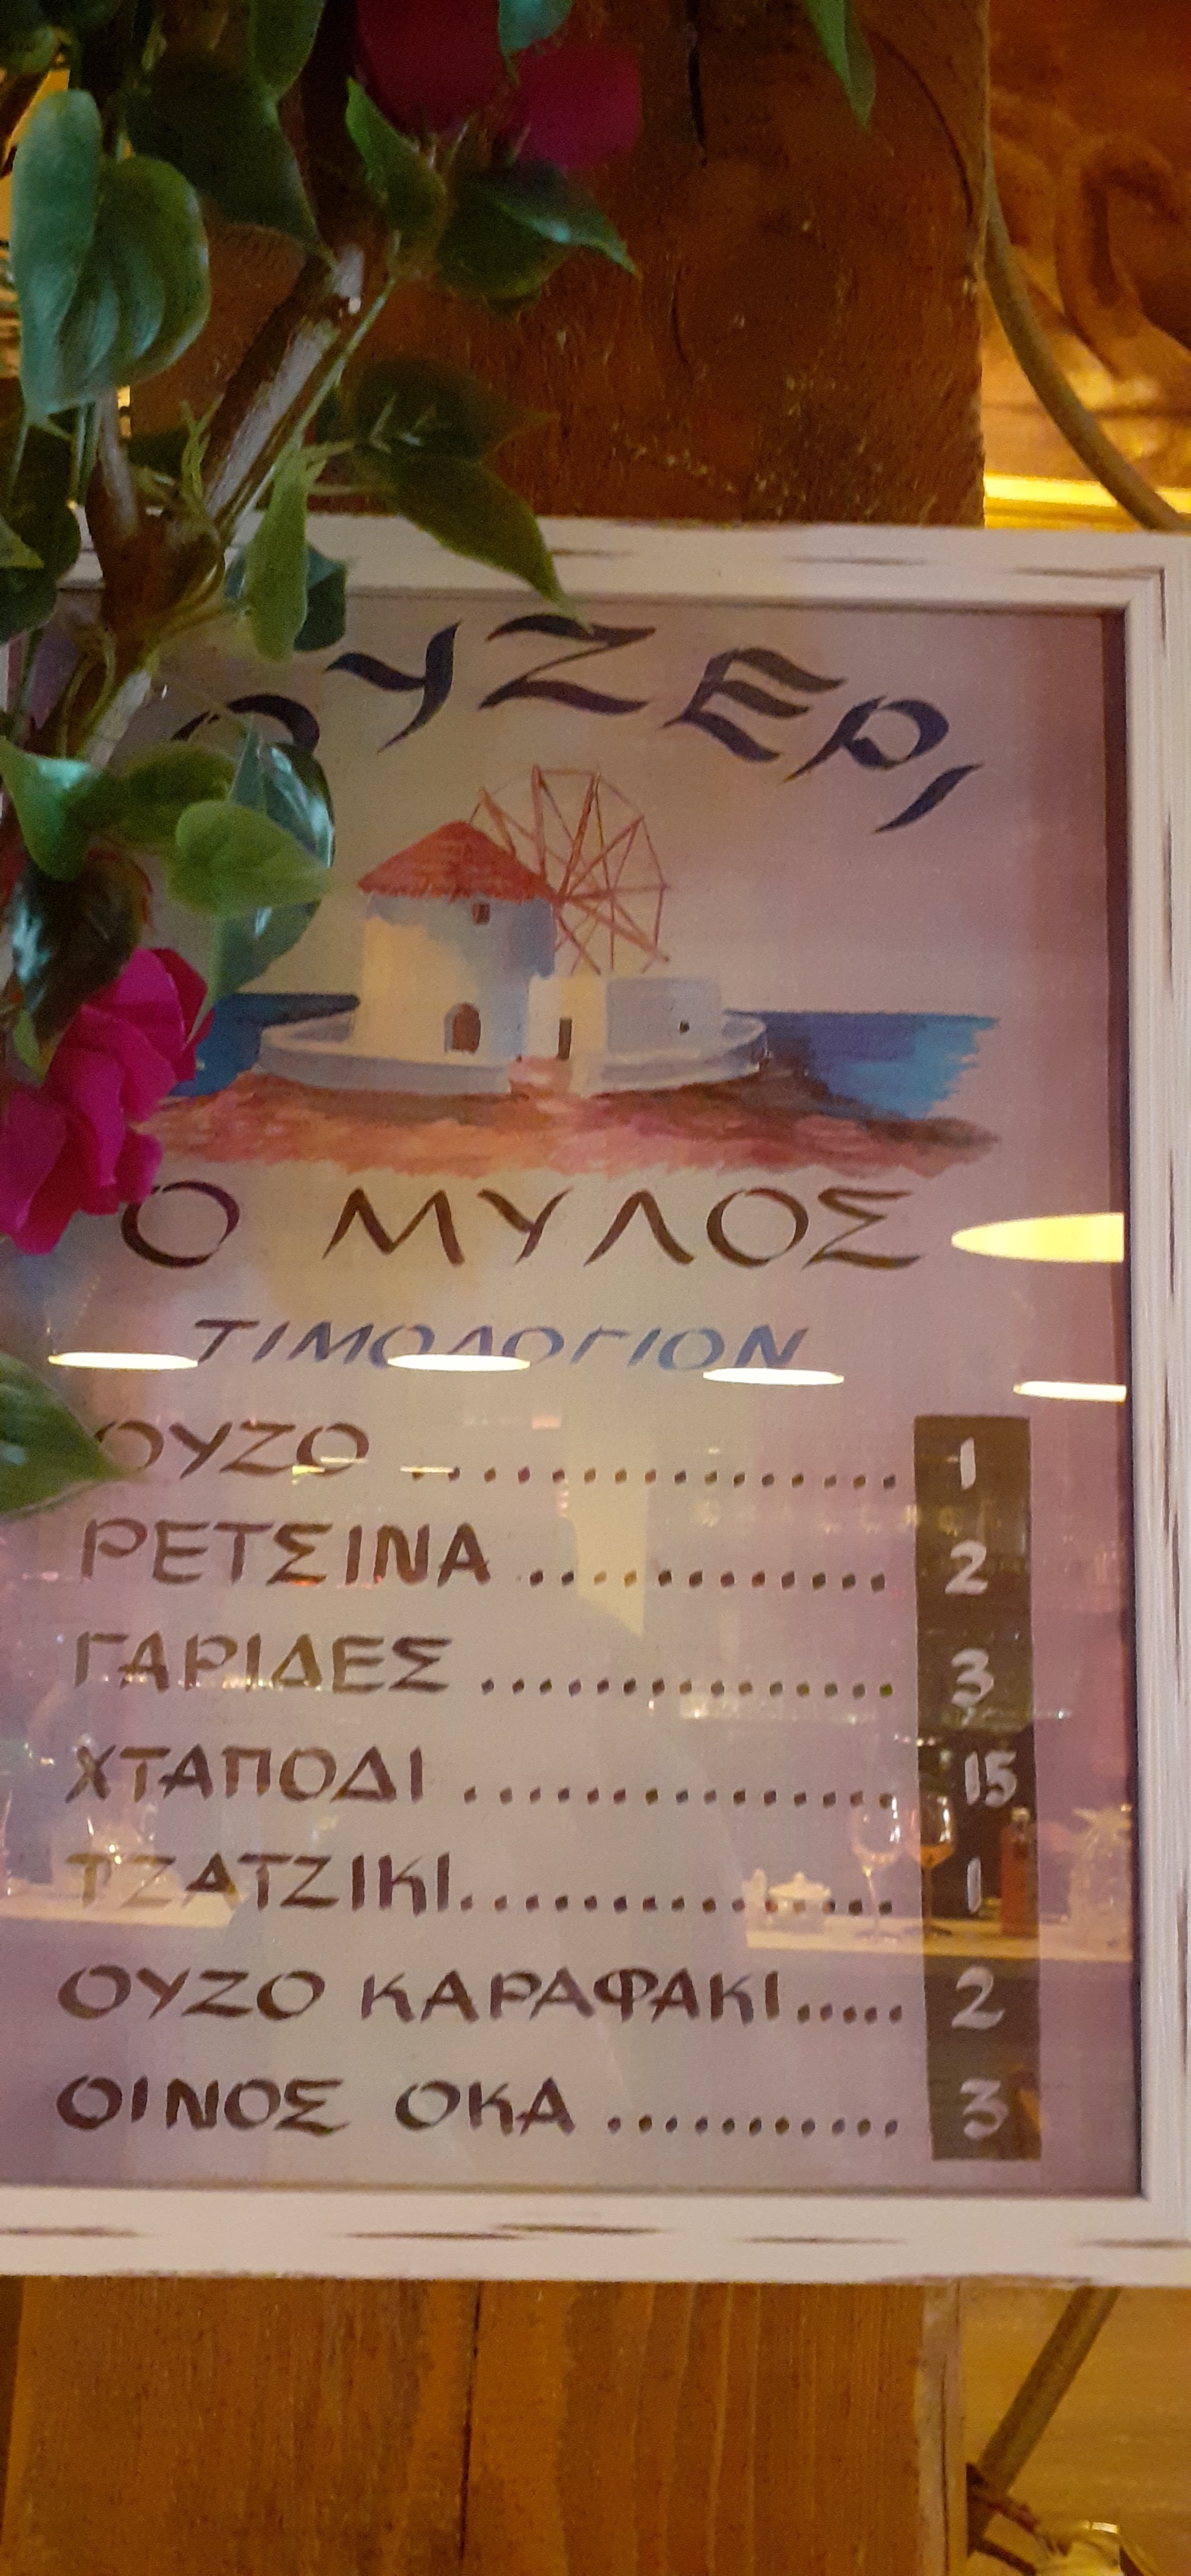 ΟΥΖΕΡΙ
Ο ΜΥΛΟΣ
ΤΙΜΟΛΟΓΙΟΝ
ΟΥΖΟ .................. 1
ΡΕΤΣΙΝΑ ............ 2
ΓΑΡΙΔΕΣ .............. 3
ΧΤΑΠΟΔΙ ............... 15
ΤΖΑΤΖΙΚΙ............... 1
ΟΥΖΟ ΚΑΡΑΦΑΚΙ..... 2
ΟΙΝΟΣ ΟΚΑ ........... 3